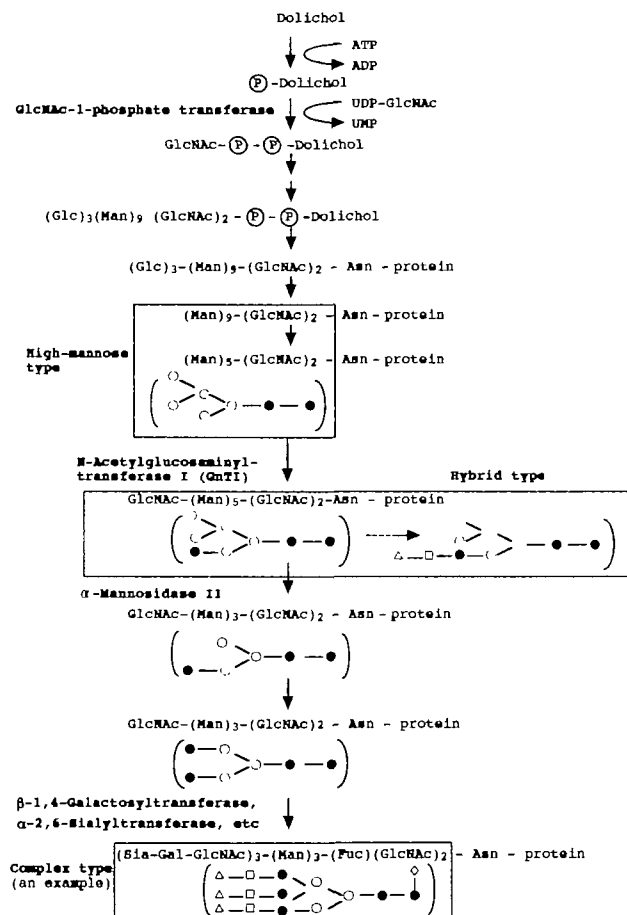 Dolichol
ATP
ADP
Ⓟ-Dolichol
GlcNAc-1-phosphate transferase
UDP-GlcNAc
UMP
GlcNAc-Ⓟ-Ⓟ-Dolichol
(Glc)3(Man)9 (GlcNAc)2-Ⓟ-Ⓟ-Dolichol
(Glc)3-(Man)9-(GlcNAc)2 - Asn - protein
(Man)9-(GlcNAc)2 - Asn - protein
High-mannose
type
(Man)5-(GlcNAc)2 - Asn - protein
N-Acetylglucosaminyl-
transferase I (GnTI)
Hybrid type
GlcNAc-(Man)5-(GlcNAc)2-Asn - protein
α-Mannosidase II
GlcNAc-(Man)3-(GlcNAc)2 - Asn - protein
GlcNAc-(Man)3-(GlcNAc)2 - Asn - protein
β-1,4-Galactosyltransferase,
α-2,6-Sialyltransferase, etc
(Sia-Gal-GlcNAc)3-(Man)3-(Fuc)(GlcNAc)2 - Asn - protein
Complex type
(an example)